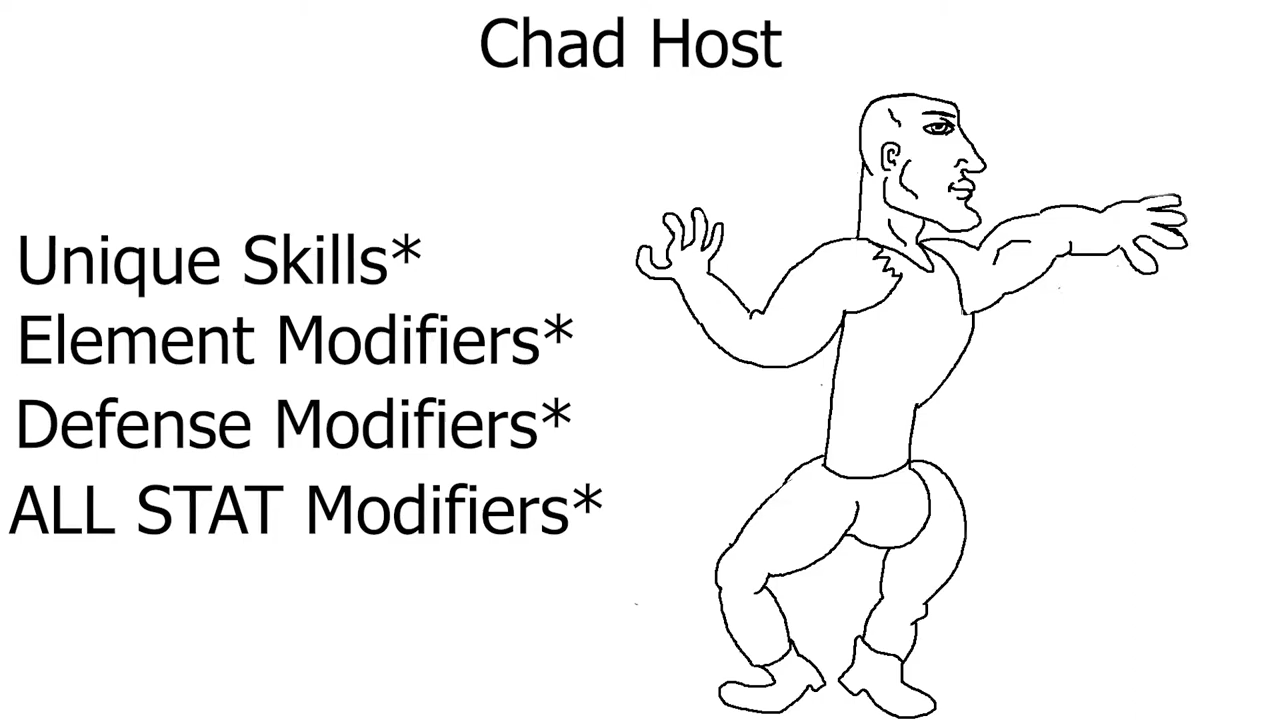 Chad Host
Unique Skills*
Element Modifiers*
Defense Modifiers*
ALL STAT Modifiers*